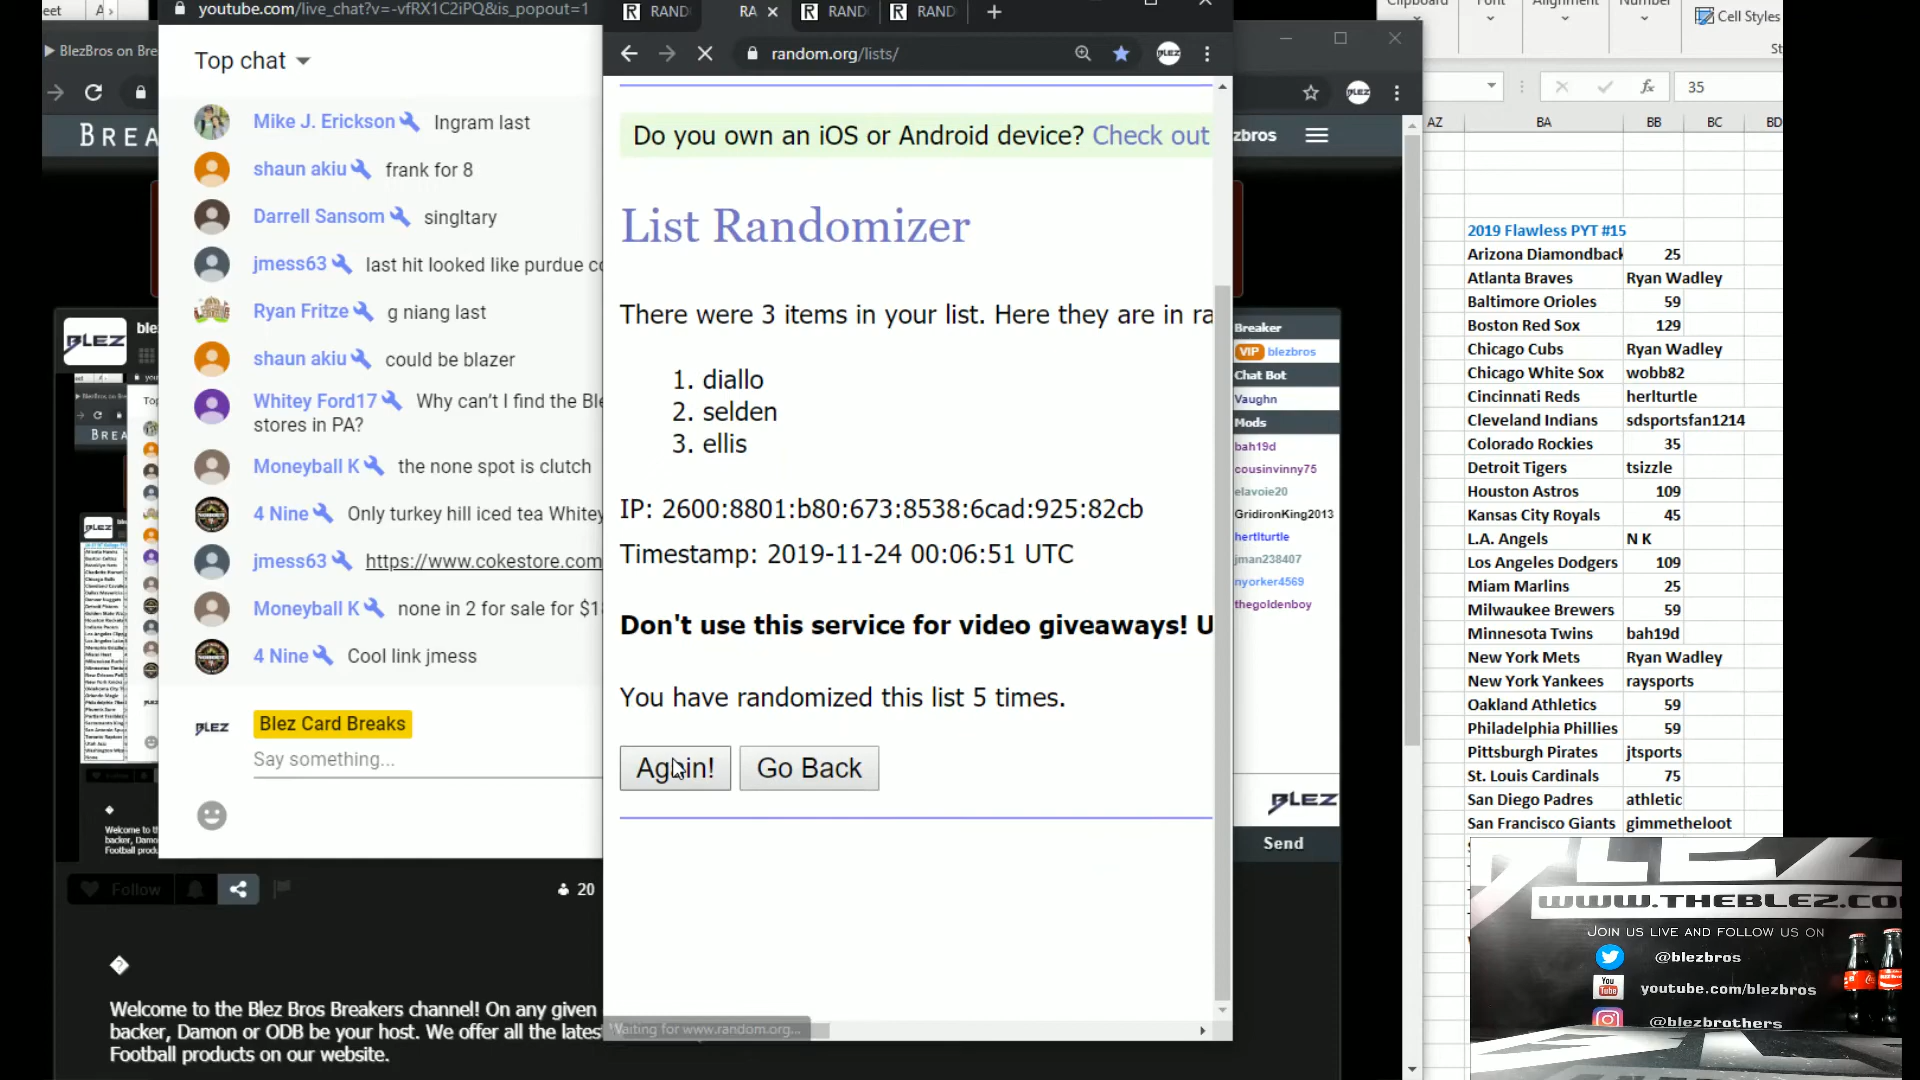 youtube.com/live_chat?v=-vfRX1C2iPQ&is_popout=1
BlezBros on Bre
BREA
Top chat
Mike J. Erickson Ingram last
shaun akiu frank for 8
Darrell Sansom singltary
jmess63 last hit looked like purdue co
Ryan Fritze g niang last
shaun akiu could be blazer
Whitey Ford17 Why can't I find the Ble
stores in PA?
Moneyball K the none spot is clutch
4 Nine Only turkey hill iced tea Whitey
jmess63 https://www.cokestore.com
Moneyball K none in 2 for sale for $1
4 Nine Cool link jmess
BLEZ Blez Card Breaks
Say something...
Follow
20
Welcome to the Blez Bros Breakers channel! On any given
backer, Damon or ODB be your host. We offer all the lates
Football products on our website.
RAND RA RAND RAND
random.org/lists/
Do you own an iOS or Android device? Check out
List Randomizer
There were 3 items in your list. Here they are in ra
1. diallo
2. selden
3. ellis
IP: 2600:8801:b80:673:8538:6cad:925:82cb
Timestamp: 2019-11-24 00:06:51 UTC
Don't use this service for video giveaways! U
You have randomized this list 5 times.
Again! Go Back
Waiting for www.random.org...
zbros
Breaker
VIP blezbros
Chat Bot
Vaughn
Mods
bah19d
cousinvinny75
elavoie20
GridironKing2013
hertlturtle
jman238407
nyorker4569
thegoldenboy
BLEZ
Send
Clipboard Font Alignment Number
Cell Styles
35
AZ BA BB BC BD
2019 Flawless PYT #15
Arizona Diamondback 25
Atlanta Braves Ryan Wadley
Baltimore Orioles 59
Boston Red Sox 129
Chicago Cubs Ryan Wadley
Chicago White Sox wobb82
Cincinnati Reds herlturtle
Cleveland Indians sdsportsfan1214
Colorado Rockies 35
Detroit Tigers tsizzle
Houston Astros 109
Kansas City Royals 45
L.A. Angels N K
Los Angeles Dodgers 109
Miam Marlins 25
Milwaukee Brewers 59
Minnesota Twins bah19d
New York Mets Ryan Wadley
New York Yankees raysports
Oakland Athletics 59
Philadelphia Phillies 59
Pittsburgh Pirates jtsports
St. Louis Cardinals 75
San Diego Padres athletic
San Francisco Giants gimmetheloot
WWW.THEBLEZ.CO
JOIN US LIVE AND FOLLOW US ON
@blezbros
youtube.com/blezbros
@blezbrothers